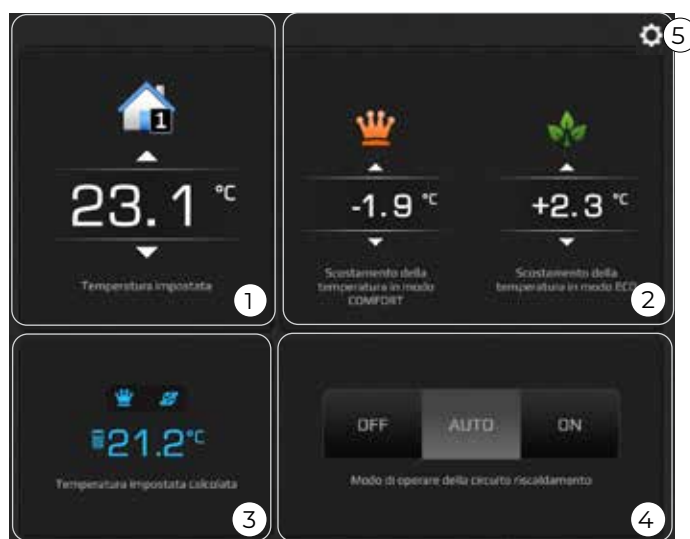 5
1
23.1 °C
Temperatura impostata
1
-1.9 °C
+2.3 °C
Scostamento della
temperatura in modo
COMFORT
Scostamento della
temperatura in modo ECO
2
21.2°C
Temperatura impostata calcolata
3
OFF
AUTO
ON
Modo di operare della circuito riscaldamento
4